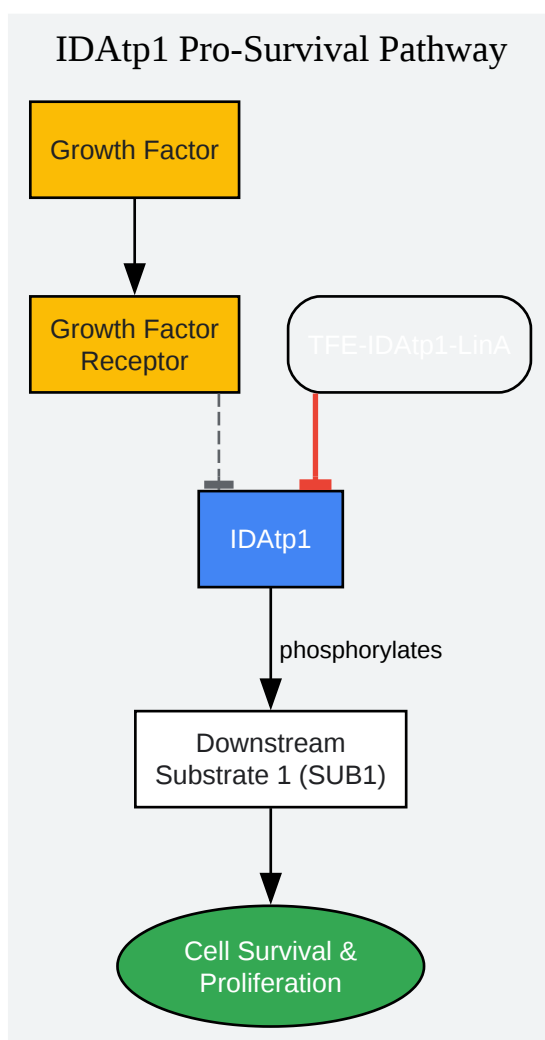 IDAtp1 Pro-Survival Pathway
Growth Factor
Growth Factor
Receptor
TFE-IDAtp1-LinA
IDAtp1
phosphorylates
Downstream
Substrate 1 (SUB1)
Cell Survival &
Proliferation